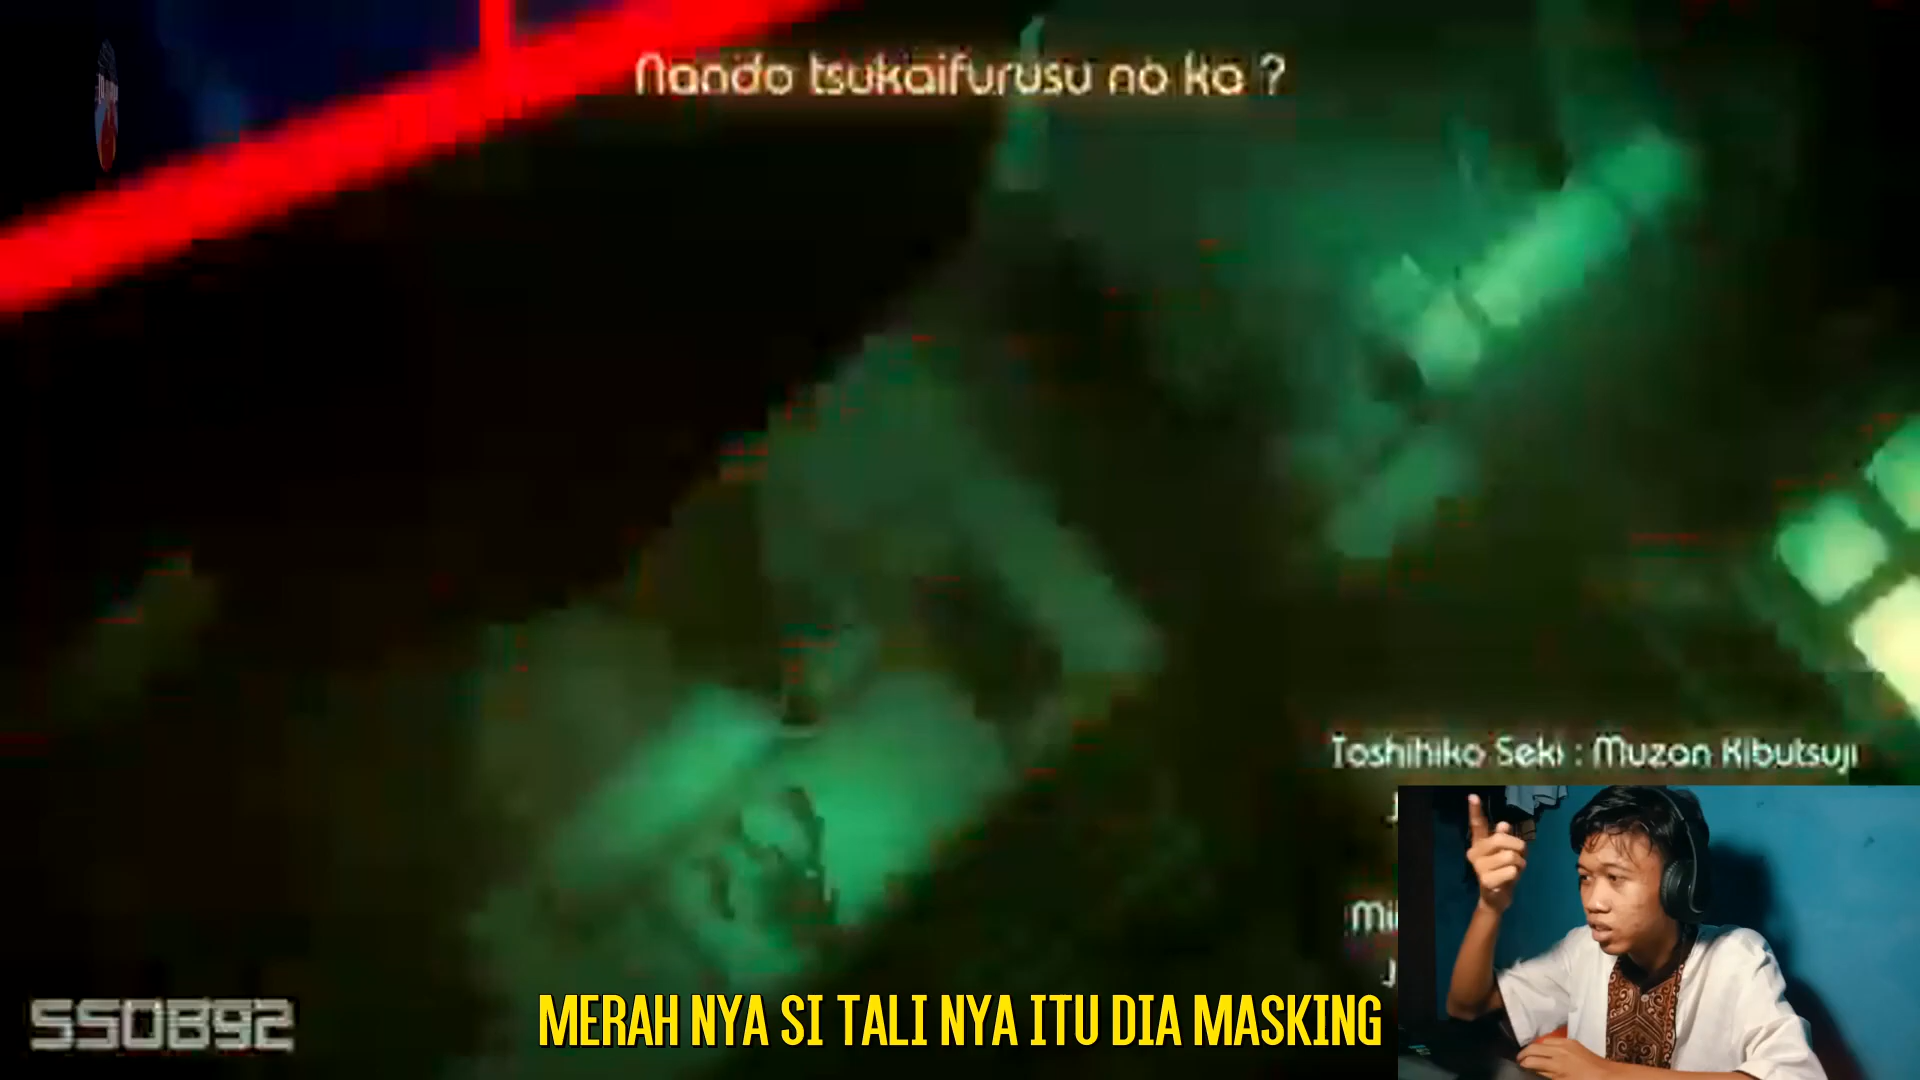 Nando tsukaifurusu no ka ?
Toshihiko Seki : Muzan Kibutsuji
SSOB92
MERAH NYA SI TALI NYA ITU DIA MASKING